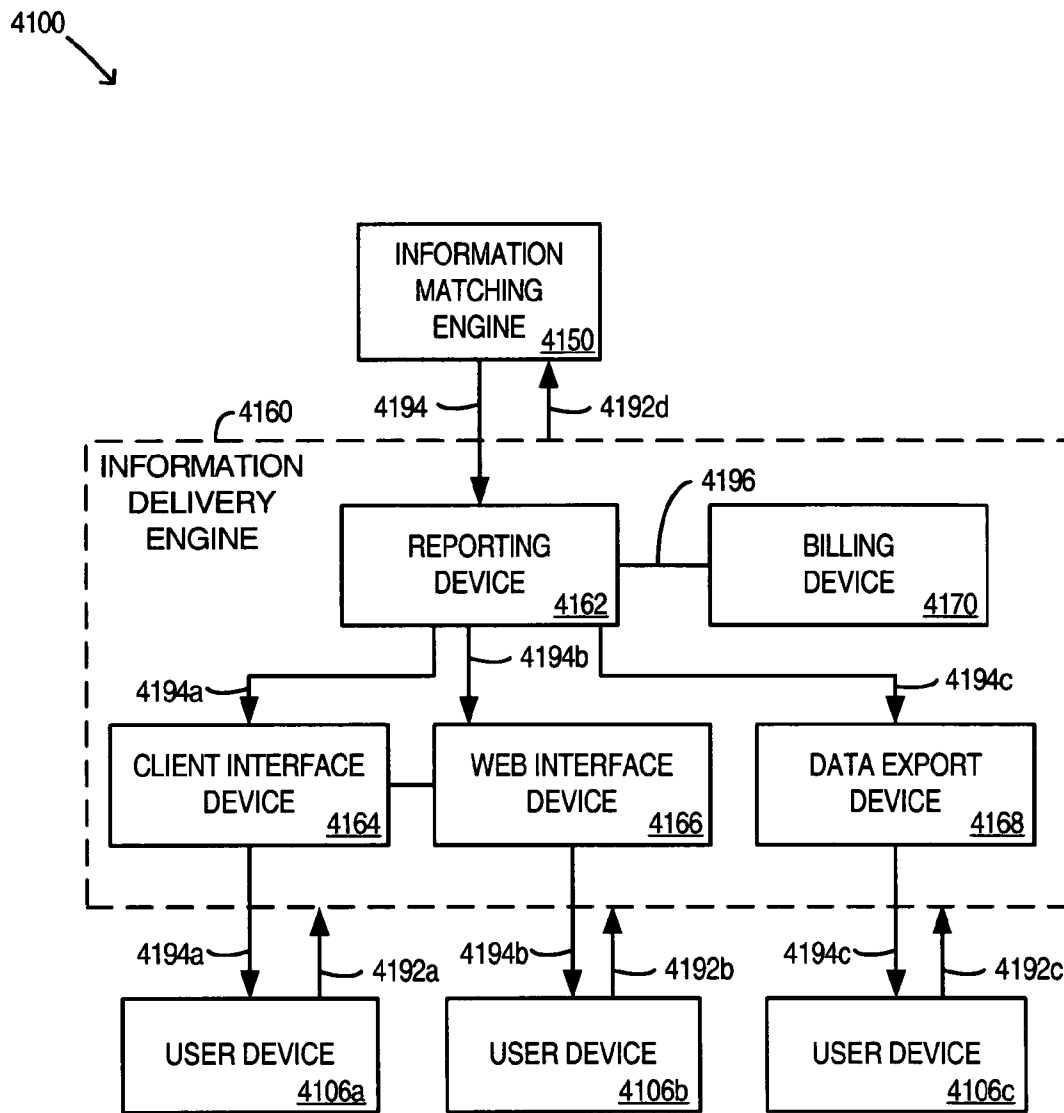 4100
INFORMATION
MATCHING
ENGINE
4150
4194
4192d
4160
INFORMATION
DELIVERY
ENGINE
4196
REPORTING
DEVICE
4162
BILLING
DEVICE
4170
4194a
4194b
4194c
CLIENT INTERFACE
DEVICE
4164
WEB INTERFACE
DEVICE
4166
DATA EXPORT
DEVICE
4168
4194a
4192a
4194b
4192b
4194c
4192c
USER DEVICE
4106a
USER DEVICE
4106b
USER DEVICE
4106c